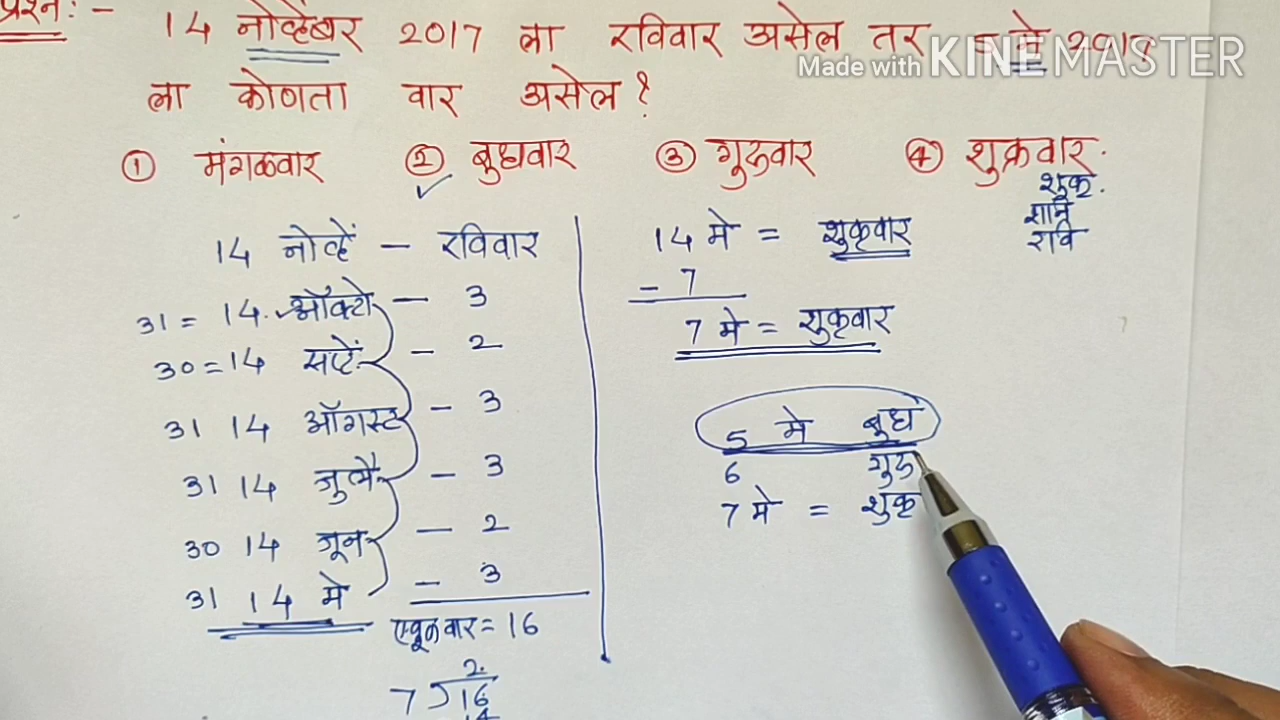 प्रश्न:- 14 नोव्हेंबर 2017 ला रविवार असेल तर 5 मे 2017
Made with KINEMASTER
ला कोणता वार असेल?
① मंगळवार ② बुधवार ③ गुरुवार ④ शुक्रवार.
शुक्र.
शनि
रवि
14 नोव्हें - रविवार
31 = 14. ऑक्टो - 3
30 = 14 सप्टें - 2
31 14 ऑगस्ट - 3
31 14 जुलै - 3
30 14 जून - 2
31 14 मे - 3
एकूण वार = 16
2.
7 16
14
14 मे = शुक्रवार
- 7
7 मे = शुक्रवार
5 मे बुध
6 गुरु
7 मे = शुक्र